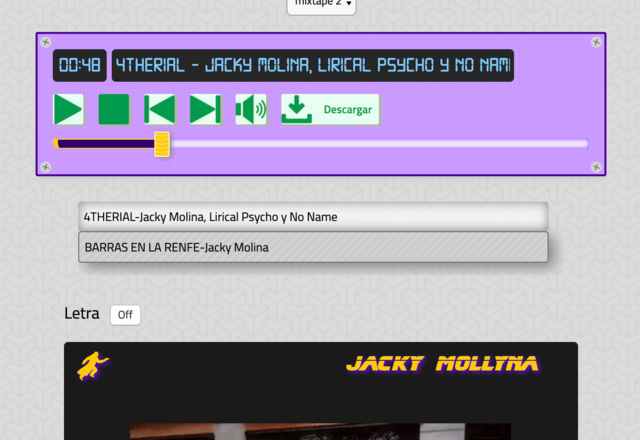 mixtape 2
00:48
4THERIAL - JACKY MOLINA, LIRICAL PSYCHO Y NO NAM
Descargar
4THERIAL-Jacky Molina, Lirical Psycho y No Name
BARRAS EN LA RENFE-Jacky Molina
Letra
Off
JACKY MOLLYNA